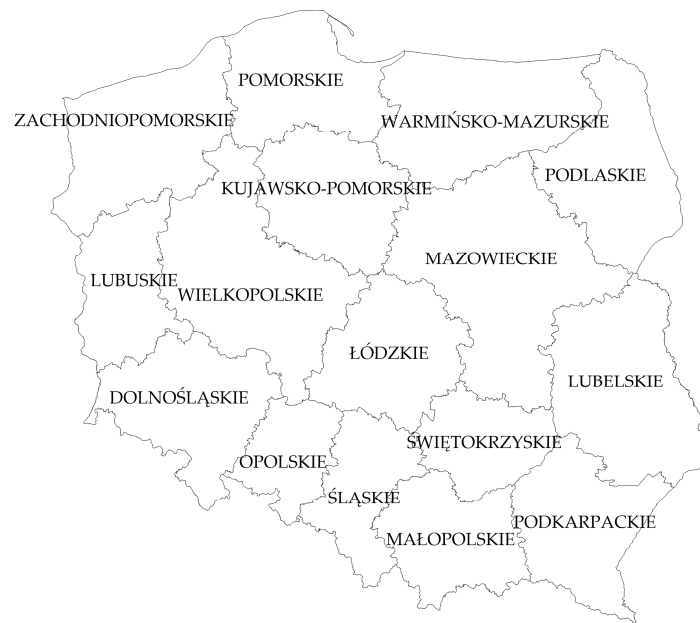 POMORSKIE
ZACHODNIOPOMORSKIE
WARMIŃSKO-MAZURSKIE
PODLASKIE
KUJAWSKO-POMORSKIE
MAZOWIECKIE
LUBUSKIE
WIELKOPOLSKIE
ŁÓDZKIE
LUBELSKIE
DOLNOŚLĄSKIE
ŚWIĘTOKRZYSKIE
OPOLSKIE
ŚLĄSKIE
PODKARPACKIE
MAŁOPOLSKIE